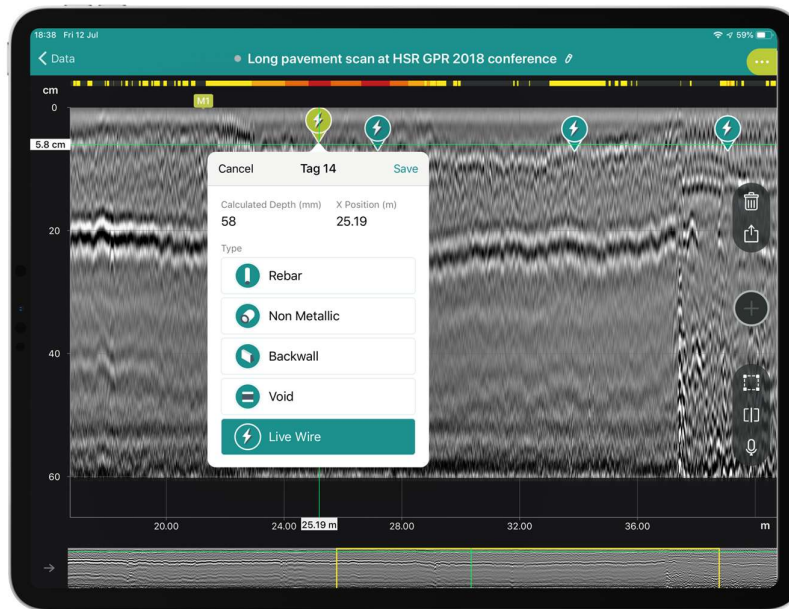 18:38 Fri 12 Jul
59%
Data
Long pavement scan at HSR GPR 2018 conference
cm
0
M1
5.8 cm
Cancel Tag 14 Save
Calculated Depth (mm) X Position (m)
58 25.19
Type
20
Rebar
Non Metallic
40
Backwall
Void
Live Wire
60
20.00 24.00 25.19 m 28.00 32.00 36.00 m